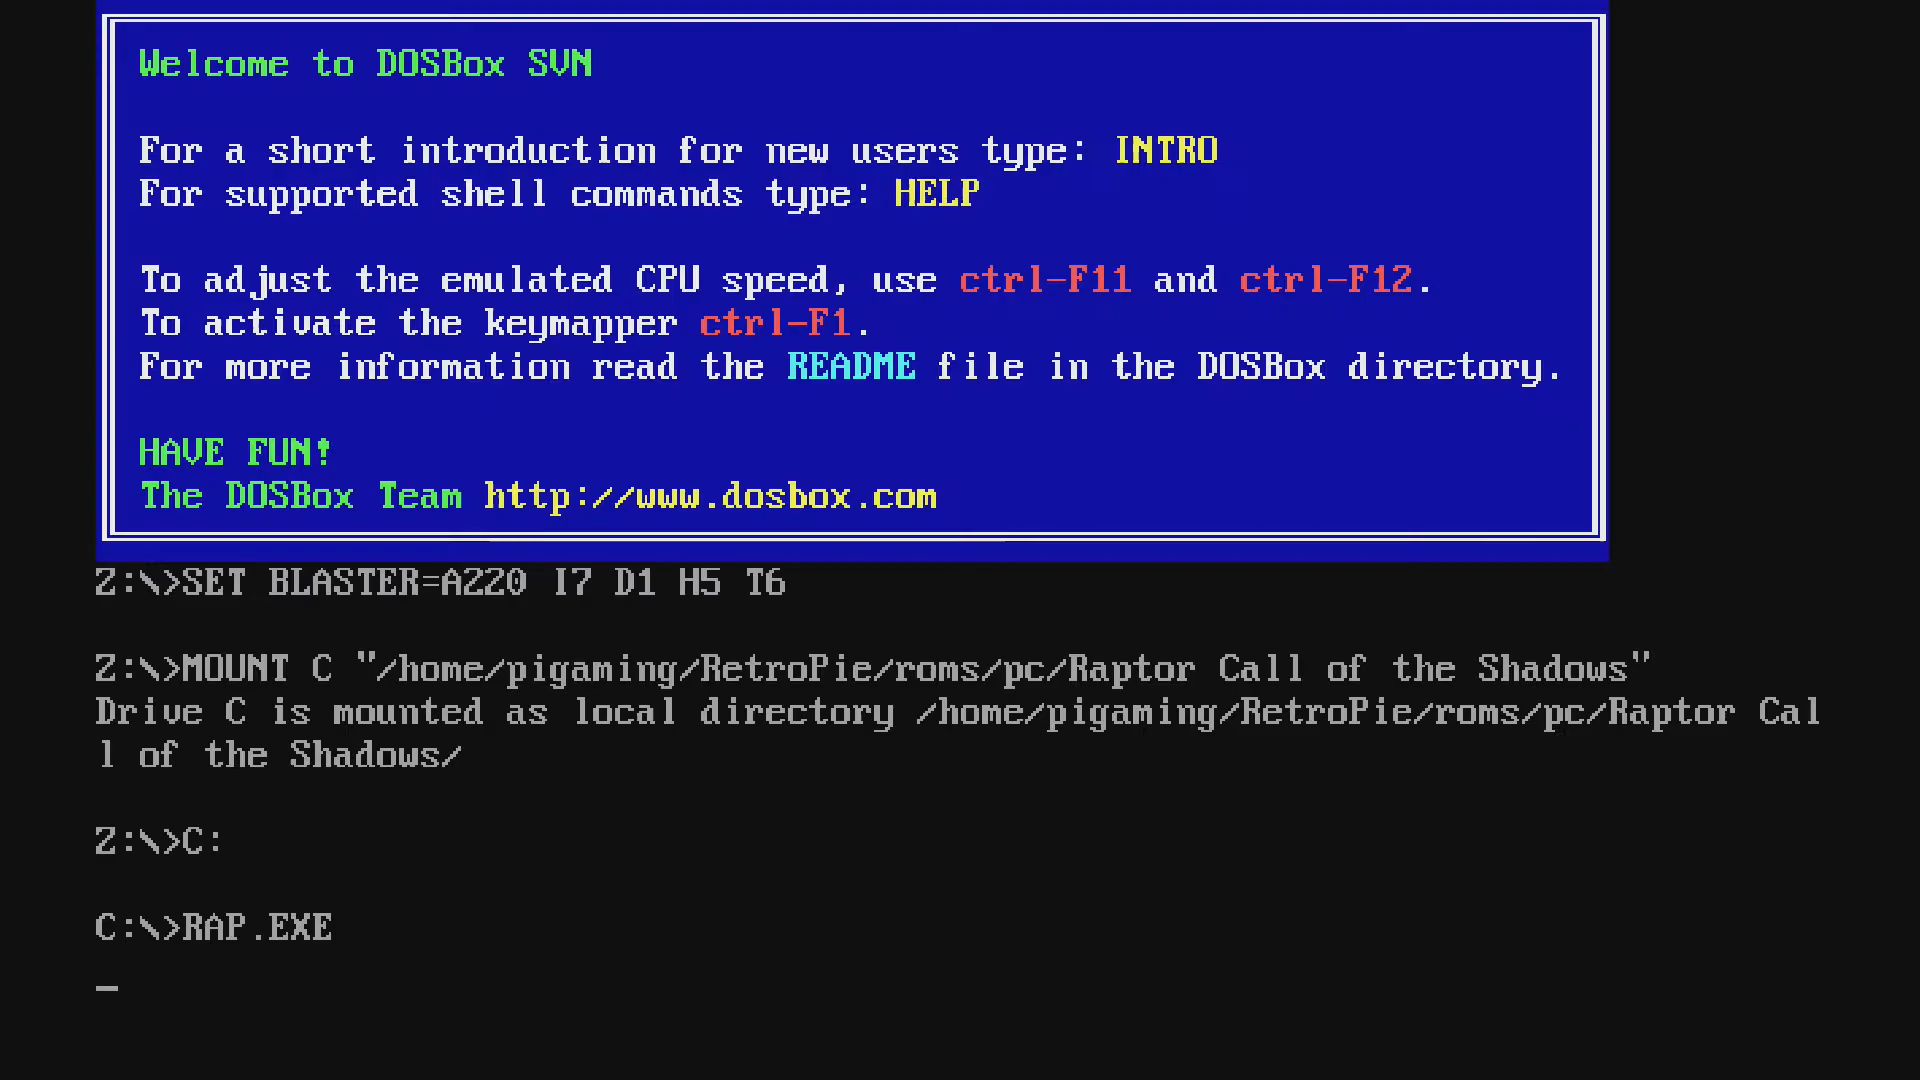 Welcome to DOSBox SVN
For a short introduction for new users type: INTRO
For supported shell commands type: HELP
To adjust the emulated CPU speed, use ctrl-F11 and ctrl-F12.
To activate the keymapper ctrl-F1.
For more information read the README file in the DOSBox directory.
HAVE FUN!
The DOSBox Team http://www.dosbox.com
Z:\>SET BLASTER=A220 I7 D1 H5 T6
Z:\>MOUNT C "/home/pigaming/RetroPie/roms/pc/Raptor Call of the Shadows"
Drive C is mounted as local directory /home/pigaming/RetroPie/roms/pc/Raptor Cal
l of the Shadows/
Z:\>C:
C:\>RAP.EXE
_